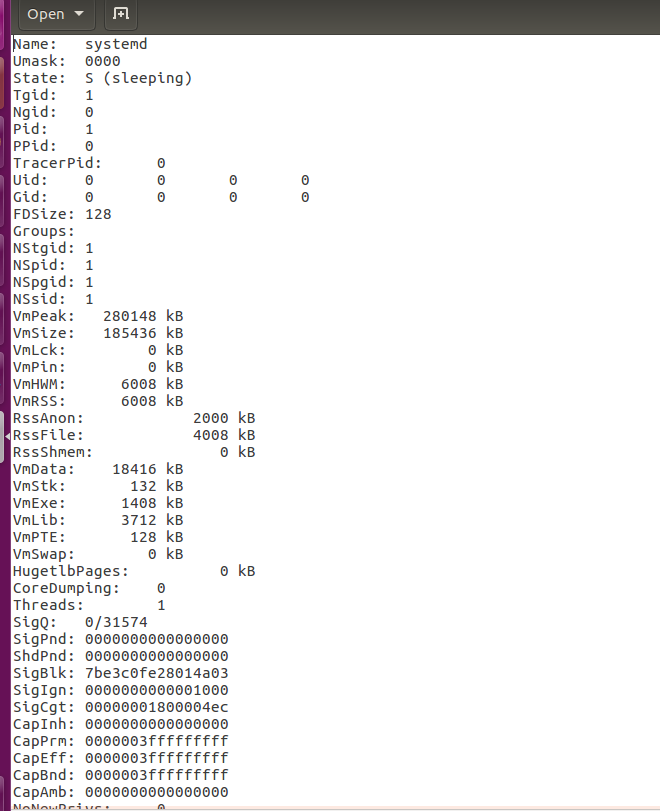 Open
Name: systemd
Umask: 0000
State: S (sleeping)
Tgid: 1
Ngid: 0
Pid: 1
PPid: 0
TracerPid: 0
Uid: 0 0 0 0
Gid: 0 0 0 0
FDSize: 128
Groups:
NStgid: 1
NSpid: 1
NSpgid: 1
NSsid: 1
VmPeak: 280148 kB
VmSize: 185436 kB
VmLck: 0 kB
VmPin: 0 kB
VmHWM: 6008 kB
VmRSS: 6008 kB
RssAnon: 2000 kB
RssFile: 4008 kB
RssShmem: 0 kB
VmData: 18416 kB
VmStk: 132 kB
VmExe: 1408 kB
VmLib: 3712 kB
VmPTE: 128 kB
VmSwap: 0 kB
HugetlbPages: 0 kB
CoreDumping: 0
Threads: 1
SigQ: 0/31574
SigPnd: 0000000000000000
ShdPnd: 0000000000000000
SigBlk: 7be3c0fe28014a03
SigIgn: 0000000000001000
SigCgt: 00000001800004ec
CapInh: 0000000000000000
CapPrm: 0000003fffffffff
CapEff: 0000003fffffffff
CapBnd: 0000003fffffffff
CapAmb: 0000000000000000
NoNewPrivs: 0